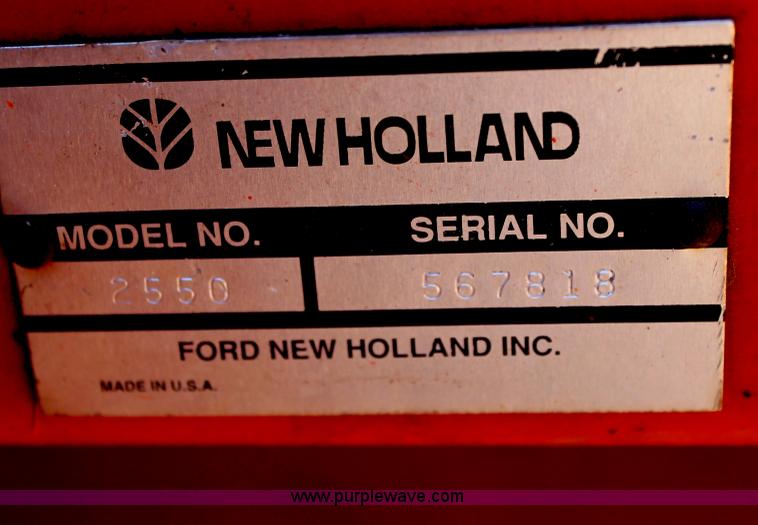 NEW HOLLAND
MODEL NO. SERIAL NO.
2550 567818
FORD NEW HOLLAND INC.
MADE IN U.S.A.
www.purplewave.com